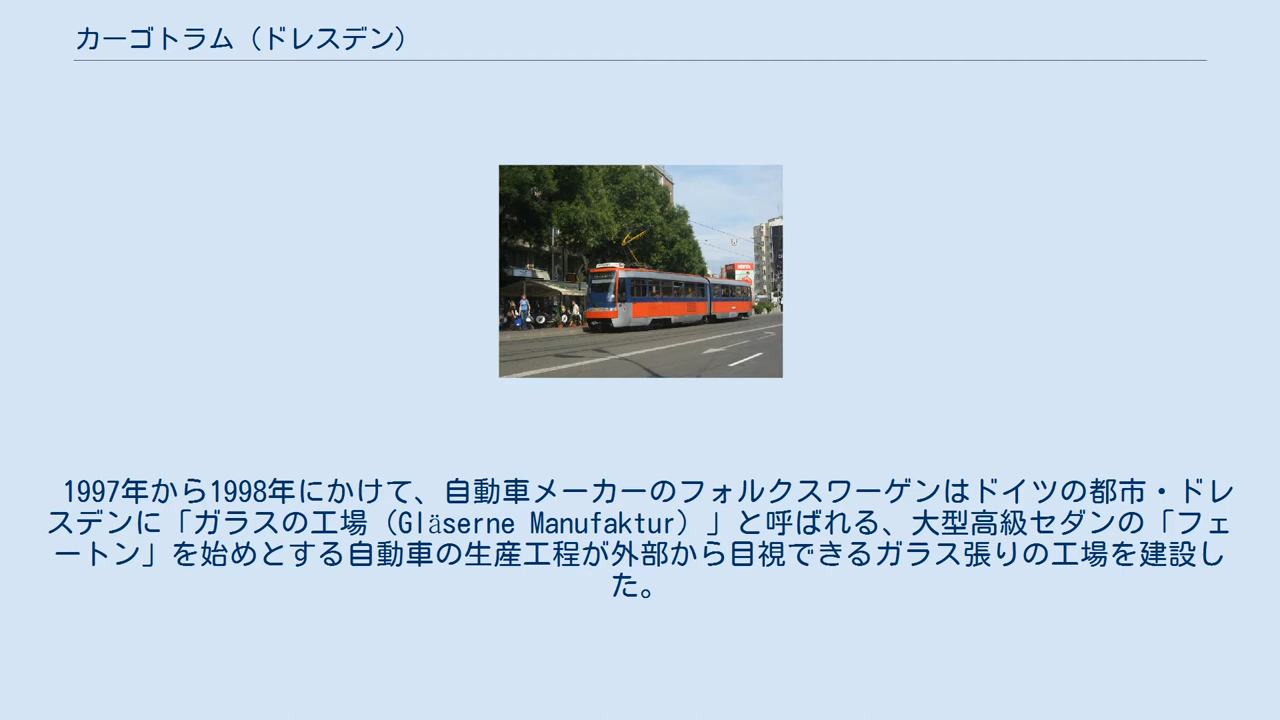 カーゴトラム（ドレスデン）
1997年から1998年にかけて、自動車メーカーのフォルクスワーゲンはドイツの都市・ドレ
スデンに「ガラスの工場（Gläserne Manufaktur）」と呼ばれる、大型高級セダンの「フェ
ートン」を始めとする自動車の生産工程が外部から目視できるガラス張りの工場を建設し
た。